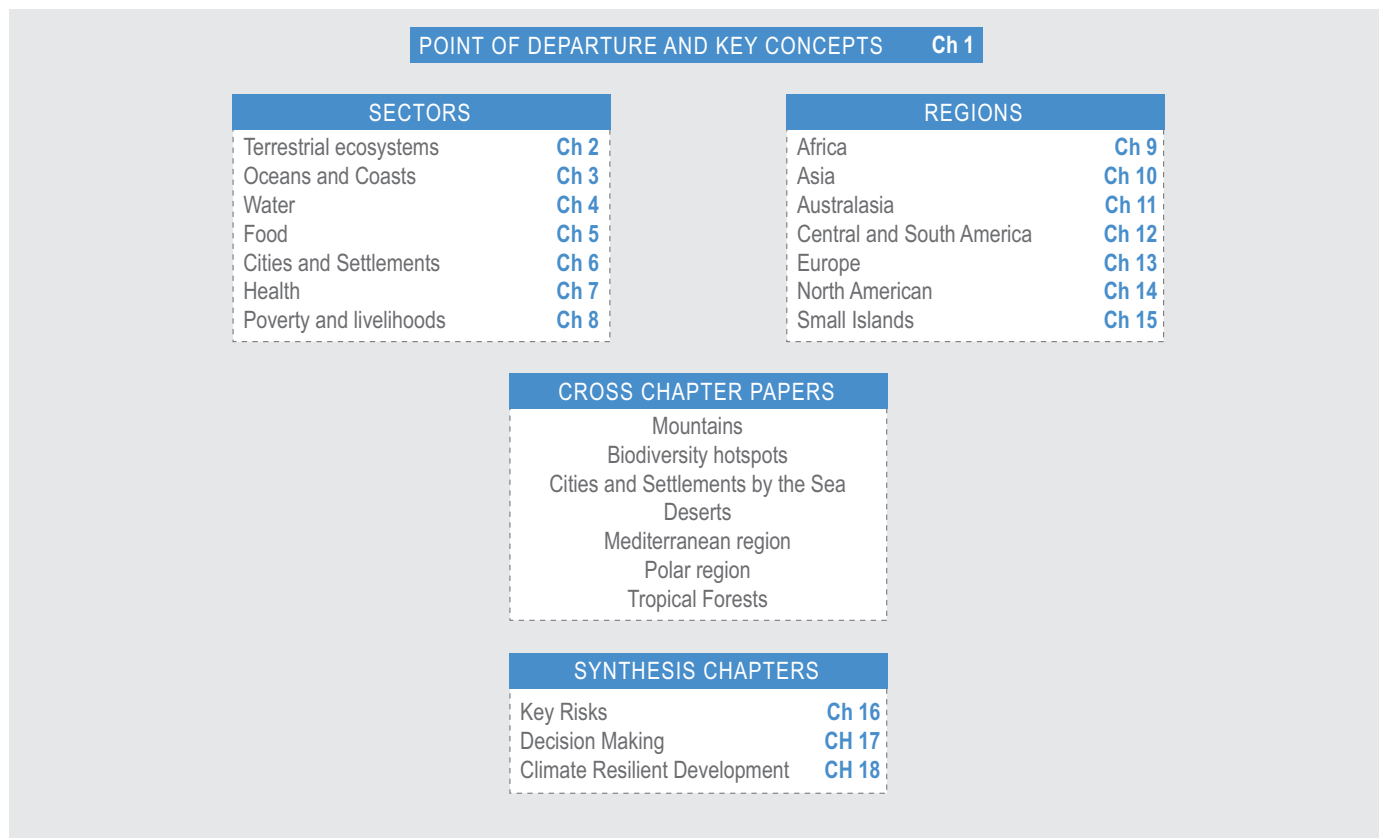 POINT OF DEPARTURE AND KEY CONCEPTS Ch 1
SECTORS
Terrestrial ecosystems Ch 2
Oceans and Coasts Ch 3
Water Ch 4
Food Ch 5
Cities and Settlements Ch 6
Health Ch 7
Poverty and livelihoods Ch 8
REGIONS
Africa Ch 9
Asia Ch 10
Australasia Ch 11
Central and South America Ch 12
Europe Ch 13
North American Ch 14
Small Islands Ch 15
CROSS CHAPTER PAPERS
Mountains
Biodiversity hotspots
Cities and Settlements by the Sea
Deserts
Mediterranean region
Polar region
Tropical Forests
SYNTHESIS CHAPTERS
Key Risks Ch 16
Decision Making CH 17
Climate Resilient Development CH 18